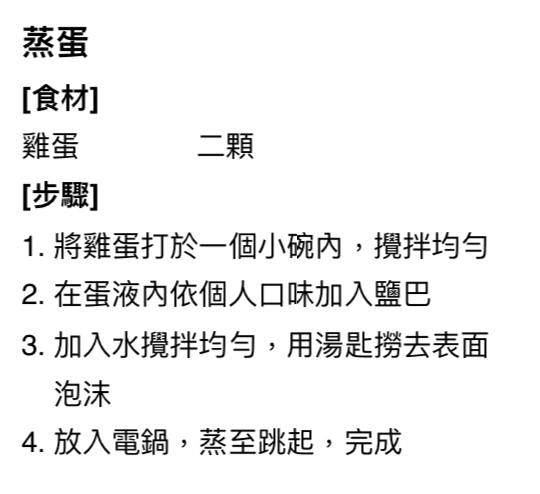 蒸蛋
[食材]
雞蛋 二顆
[步驟]
1. 將雞蛋打於一個小碗內，攪拌均勻
2. 在蛋液內依個人口味加入鹽巴
3. 加入水攪拌均勻，用湯匙撈去表面
泡沫
4. 放入電鍋，蒸至跳起，完成